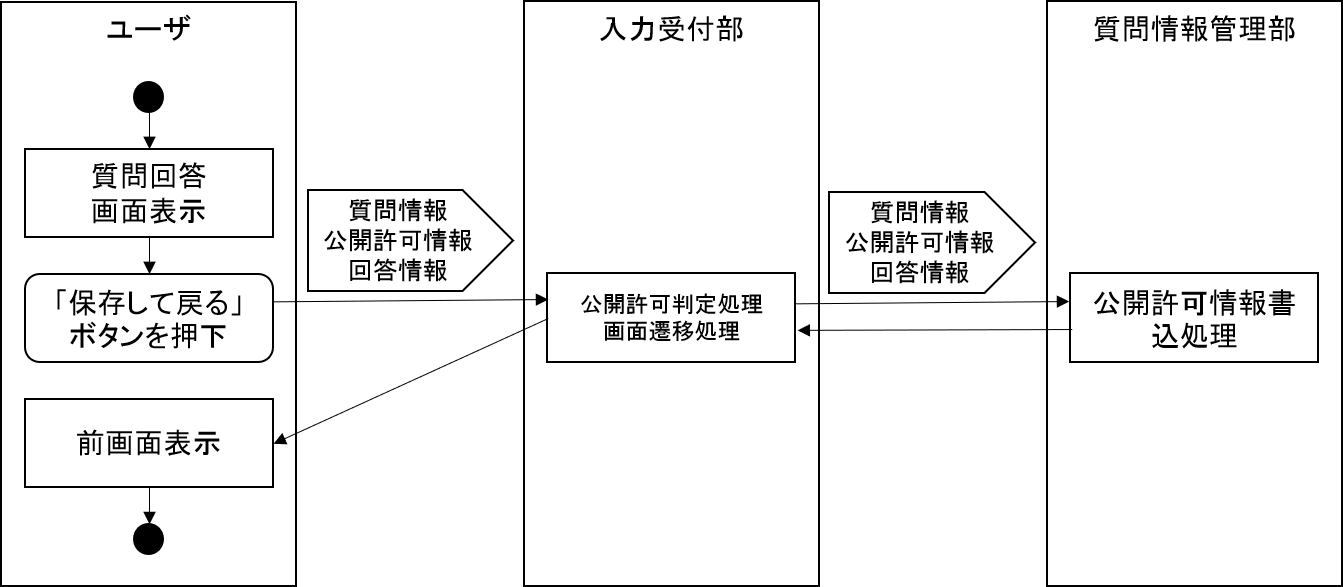 ユーザ
入力受付部
質問情報管理部
質問回答
画面表示
質問情報
公開許可情報
回答情報
質問情報
公開許可情報
回答情報
「保存して戻る」
ボタンを押下
公開許可判定処理
画面遷移処理
公開許可情報書
込処理
前画面表示